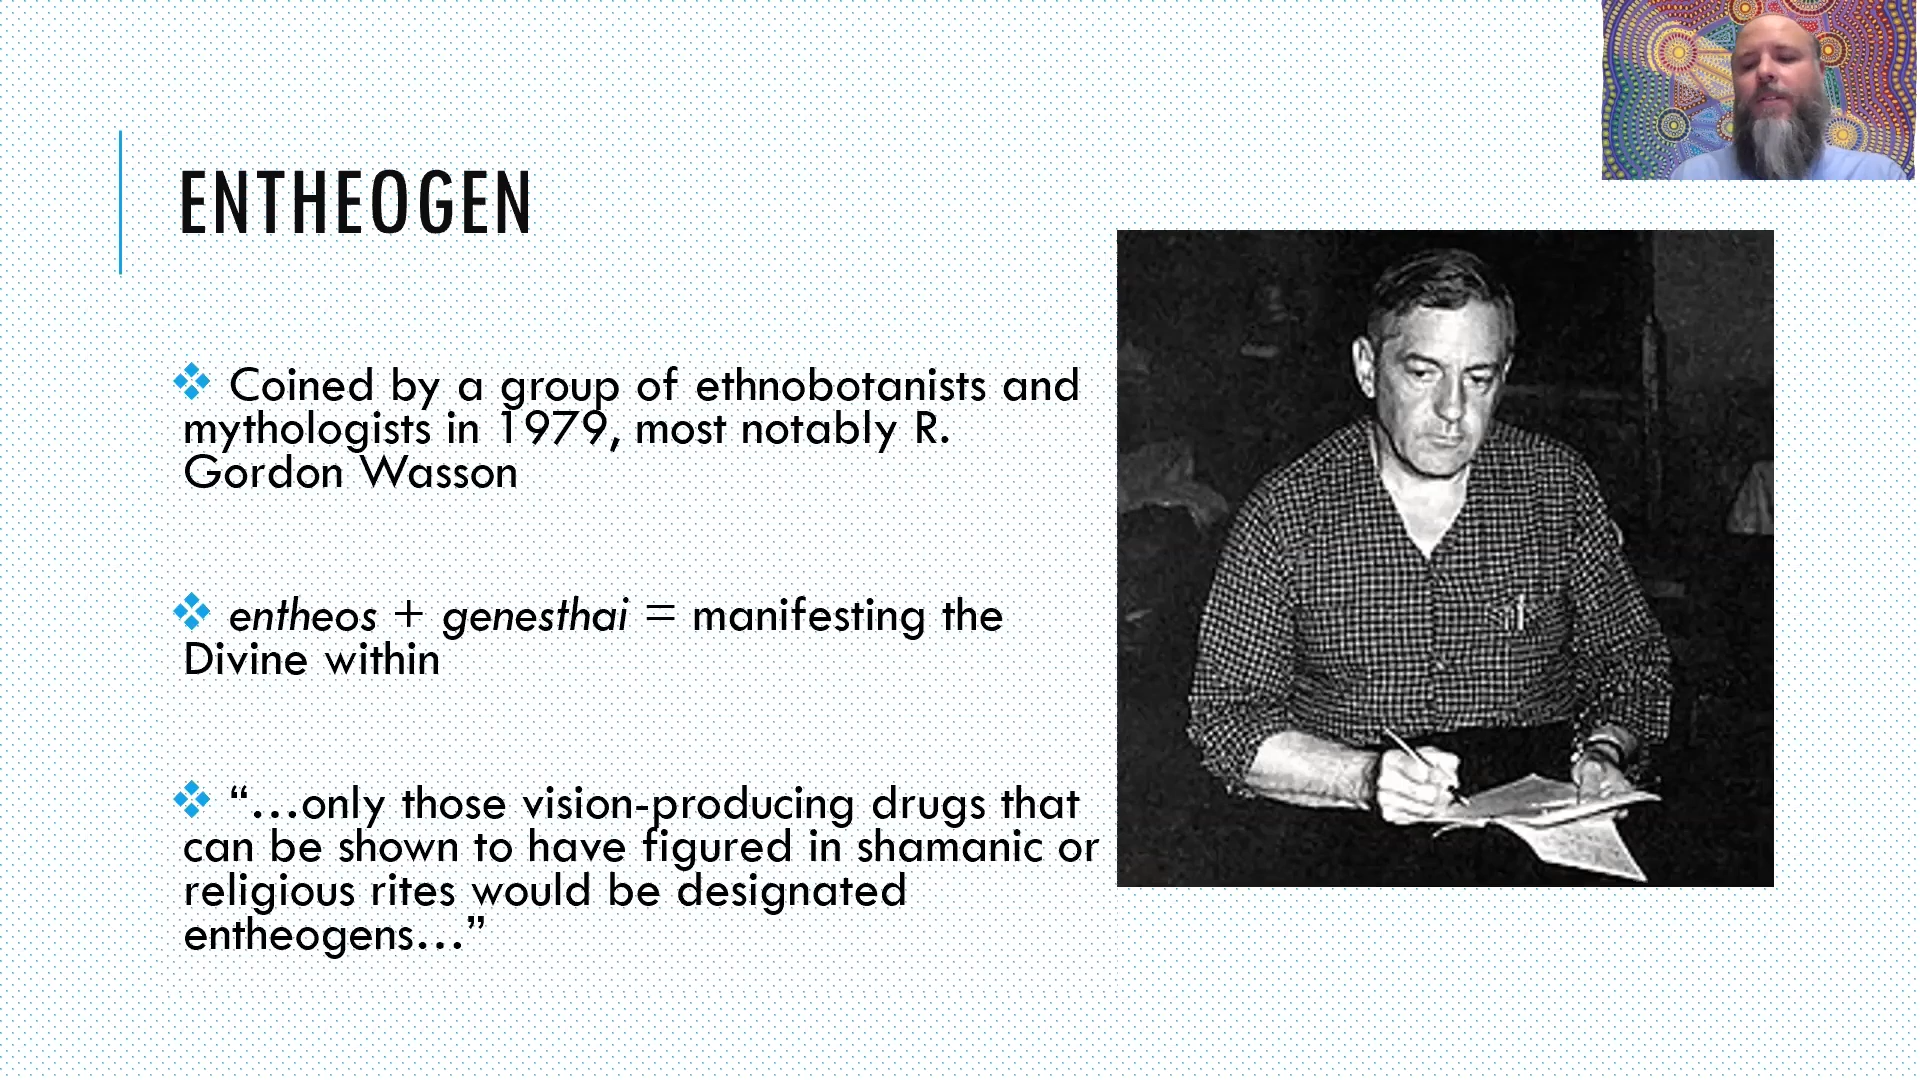 ENTHEOGEN
❖ Coined by a group of ethnobotanists and
mythologists in 1979, most notably R.
Gordon Wasson
❖ entheos + genesthai = manifesting the
Divine within
❖ “…only those vision-producing drugs that
can be shown to have figured in shamanic or
religious rites would be designated
entheogens…”